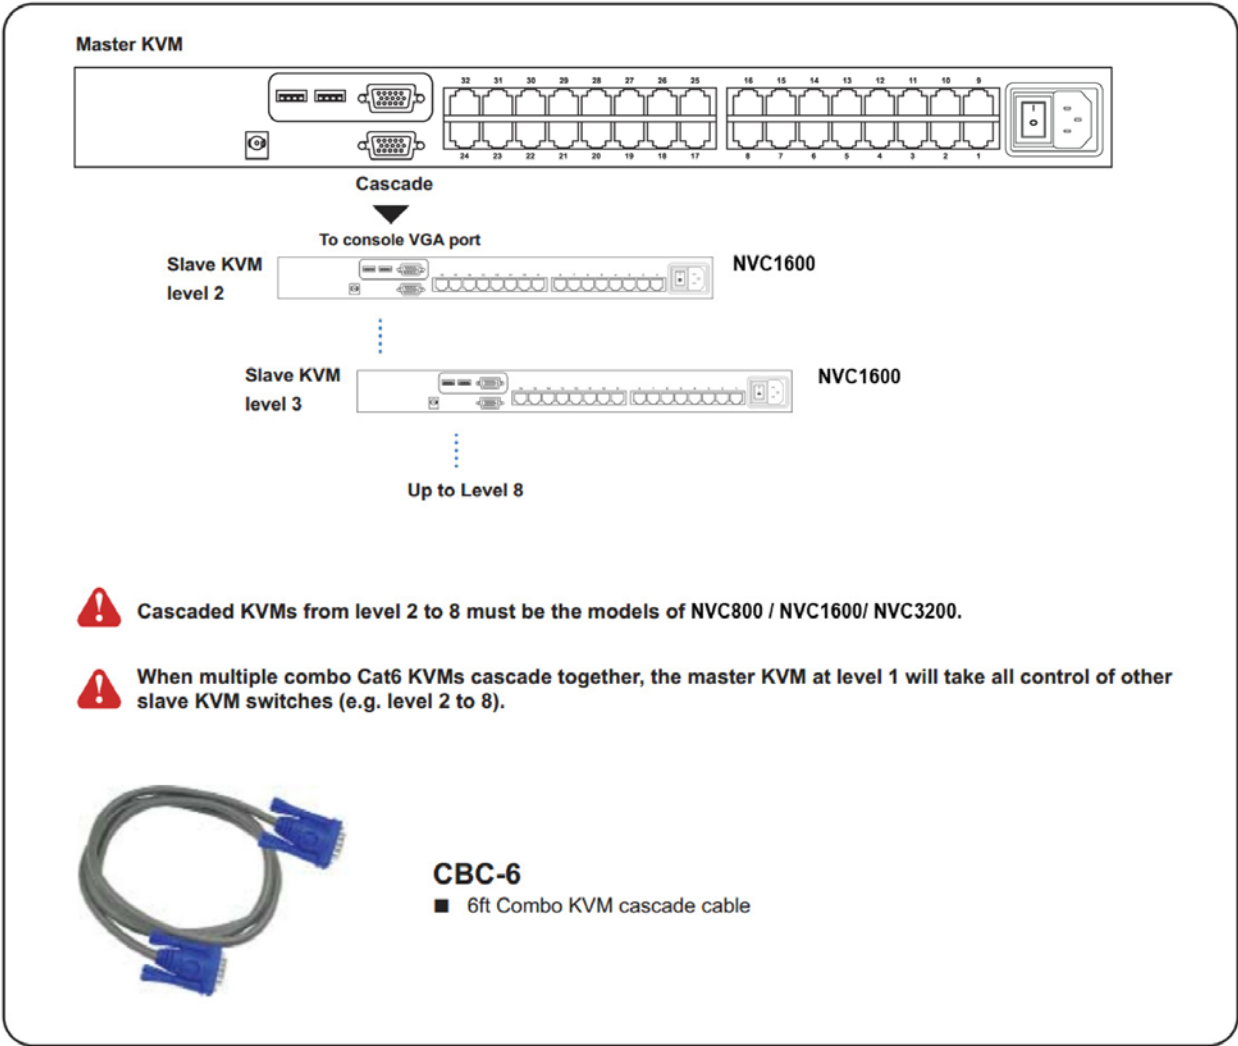 Master KVM
32 31 30 29 28 27 26 25 16 15 14 13 12 11 10 9
24 23 22 21 20 19 18 17 8 7 6 5 4 3 2 1
Cascade
To console VGA port
Slave KVM
level 2
NVC1600
Slave KVM
level 3
NVC1600
Up to Level 8
Cascaded KVMs from level 2 to 8 must be the models of NVC800 / NVC1600/ NVC3200.
When multiple combo Cat6 KVMs cascade together, the master KVM at level 1 will take all control of other
slave KVM switches (e.g. level 2 to 8).
CBC-6
■ 6ft Combo KVM cascade cable